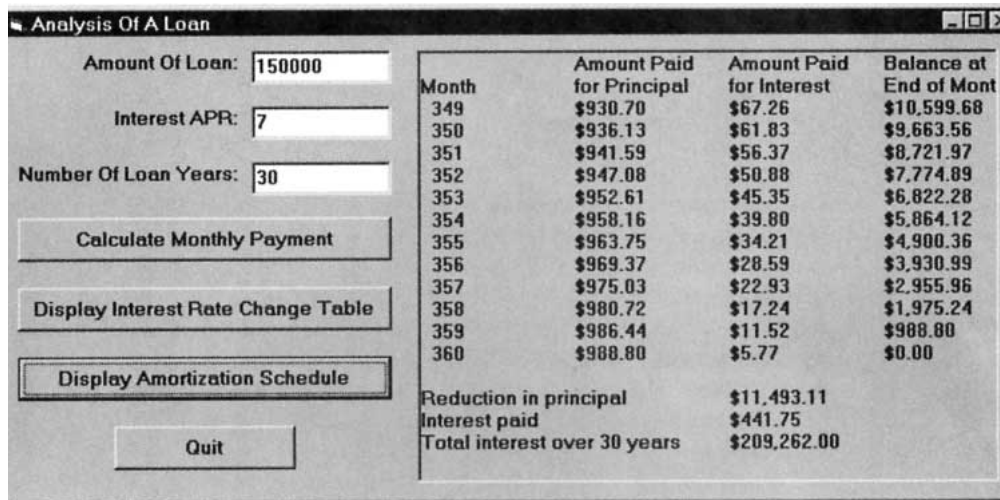 Analysis Of A Loan
Amount Of Loan: 150000
Interest APR: 7
Number Of Loan Years: 30
Calculate Monthly Payment
Display Interest Rate Change Table
Display Amortization Schedule
Quit
Amount Paid Amount Paid Balance at
Month for Principal for Interest End of Mont
349 $930.70 $67.26 $10,599.68
350 $936.13 $61.83 $9,663.56
351 $941.59 $56.37 $8,721.97
352 $947.08 $50.88 $7,774.89
353 $952.61 $45.35 $6,822.28
354 $958.16 $39.80 $5,864.12
355 $963.75 $34.21 $4,900.36
356 $969.37 $28.59 $3,930.99
357 $975.03 $22.93 $2,955.96
358 $980.72 $17.24 $1,975.24
359 $986.44 $11.52 $988.80
360 $988.80 $5.77 $0.00
Reduction in principal $11,493.11
Interest paid $441.75
Total interest over 30 years $209,262.00